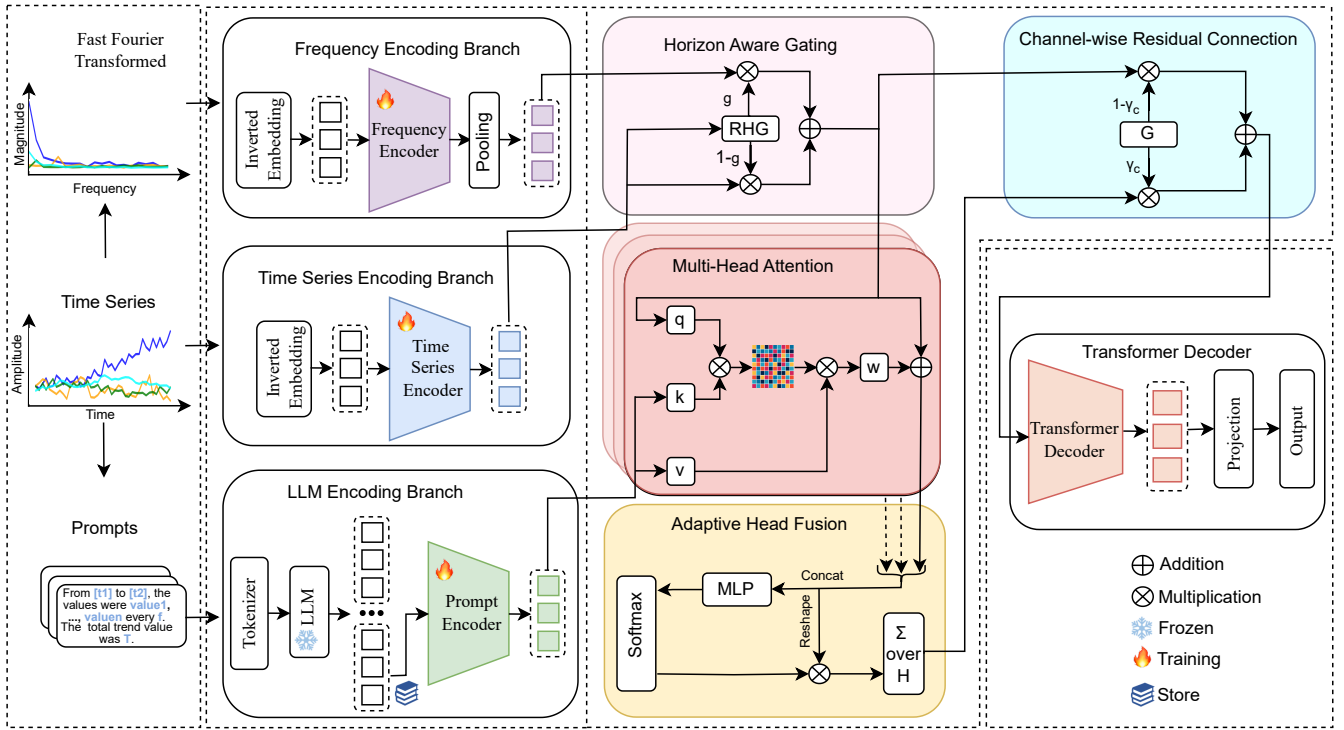 Fast Fourier
Transformed
Magnitude
Frequency
Time Series
Amplitude
Time
Prompts
From [t1] to [t2], the
values were value1,
..., valuen every f.
The total trend value
was T.
Frequency Encoding Branch
Inverted
Embedding
Frequency
Encoder
Pooling
Time Series Encoding Branch
Inverted
Embedding
Time
Series
Encoder
LLM Encoding Branch
Tokenizer
LLM
Prompt
Encoder
Horizon Aware Gating
g
RHG
1-g
Multi-Head Attention
q
k
v
w
Adaptive Head Fusion
Softmax
MLP
Concat
Reshape
Σ
over
H
Channel-wise Residual Connection
1-γc
G
γc
Transformer Decoder
Transformer
Decoder
Projection
Output
Addition
Multiplication
Frozen
Training
Store